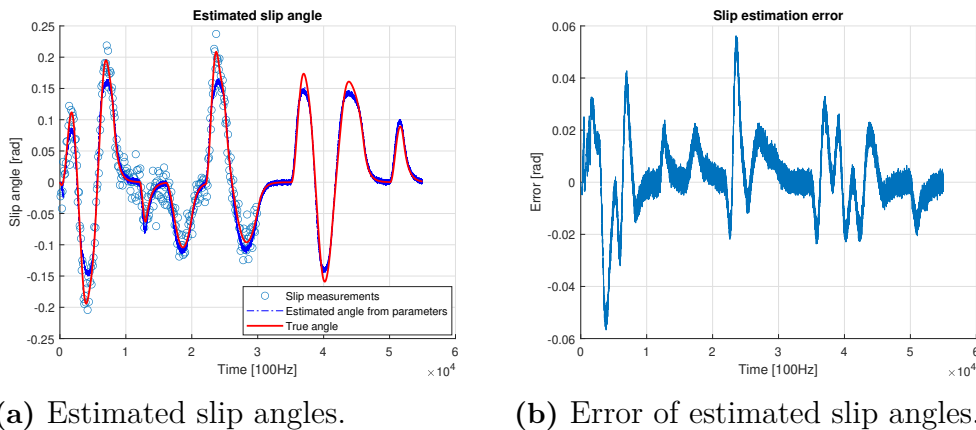 Estimated slip angle
0.25
0.2
0.15
0.1
0.05
0
-0.05
-0.1
-0.15
-0.2
-0.25
Slip angle [rad]
Slip measurements
Estimated angle from parameters
True angle
0 1 2 3 4 5 6
Time [100Hz]
×10⁴
Slip estimation error
0.06
0.04
0.02
0
-0.02
-0.04
-0.06
Error [rad]
0 1 2 3 4 5 6
Time [100Hz]
×10⁴
(a) Estimated slip angles.
(b) Error of estimated slip angles.